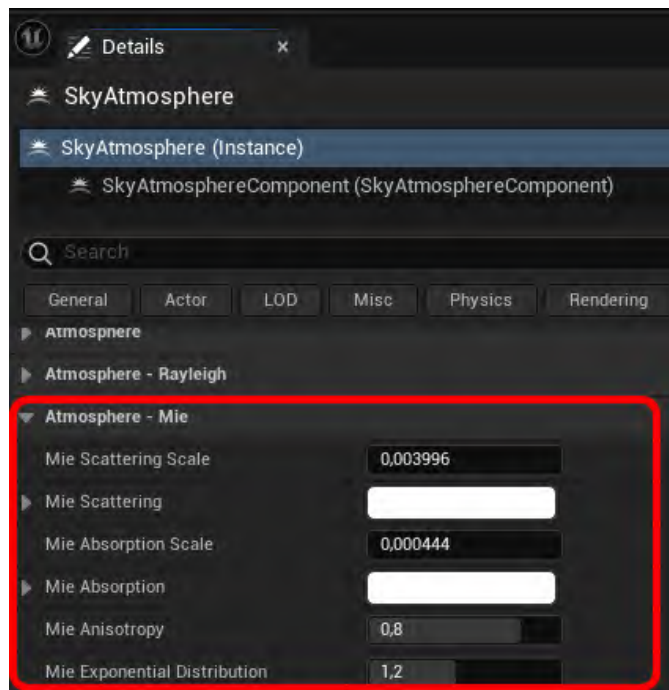 Details ×
SkyAtmosphere
SkyAtmosphere (Instance)
SkyAtmosphereComponent (SkyAtmosphereComponent)
Search
General Actor LOD Misc Physics Rendering
Atmosphere
Atmosphere - Rayleigh
Atmosphere - Mie
Mie Scattering Scale 0,003996
Mie Scattering
Mie Absorption Scale 0,000444
Mie Absorption
Mie Anisotropy 0,8
Mie Exponential Distribution 1,2